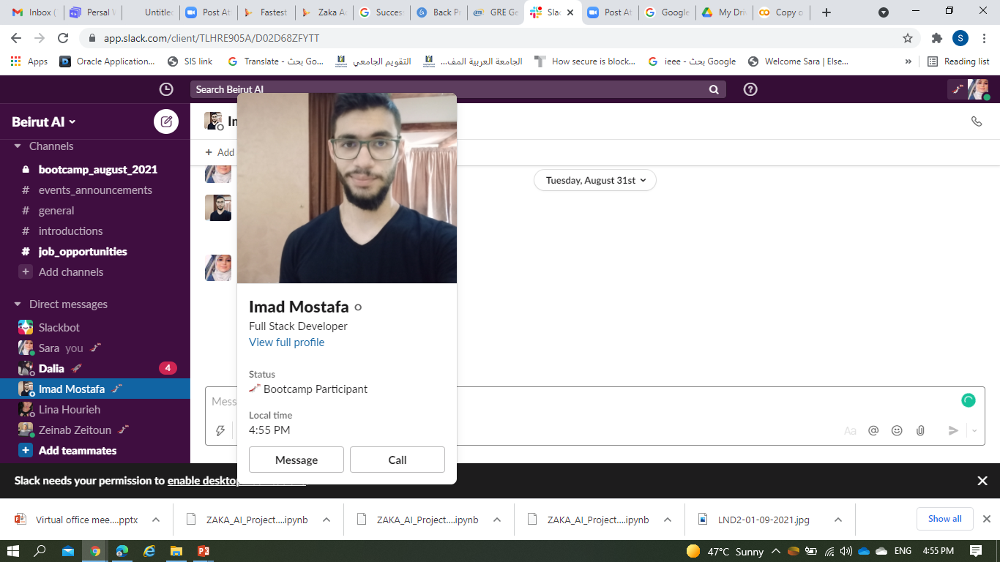 Inbox (
Persal W
Untitled
Post At
Fastest
Zaka A
Succes
Back P
GRE Ge
Slac
Post At
Google
My Driv
Copy o
app.slack.com/client/TLHRE905A/D02D68ZFYTT
S
Apps
Oracle Application...
SIS link
Translate - بحث Go...
التقويم الجامعي
الجامعة العربية المف...
How secure is block...
ieee - بحث Google
Welcome Sara | Else...
»
Reading list
Search Beirut AI
Beirut AI
Im
Channels
+ Add
bootcamp_august_2021
Tuesday, August 31st
# events_announcements
# general
# introductions
# job_opportunities
+ Add channels
Direct messages
Imad Mostafa
Full Stack Developer
View full profile
Slackbot
Sara you
Dalia
4
Status
Bootcamp Participant
Imad Mostafa
Mess
Lina Hourieh
Local time
4:55 PM
Zeinab Zeitoun
Aa @
+ Add teammates
Message
Call
Slack needs your permission to enable deskto
Virtual office mee....pptx
ZAKA_AI_Project....ipynb
ZAKA_AI_Project....ipynb
ZAKA_AI_Project....ipynb
LND2-01-09-2021.jpg
Show all
47°C Sunny
ENG
4:55 PM